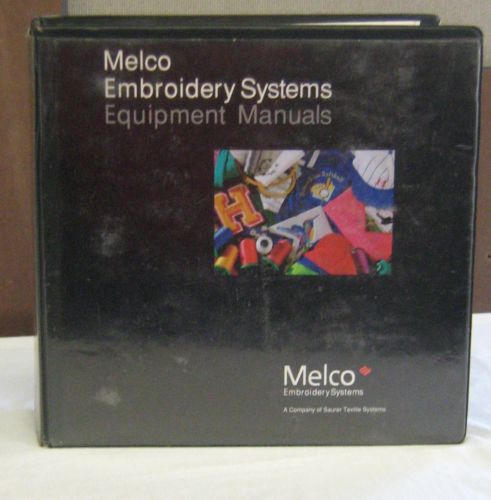 Melco
Embroidery Systems
Equipment Manuals
H
Melco
Embroidery Systems
A Company of Saurer Textile Systems